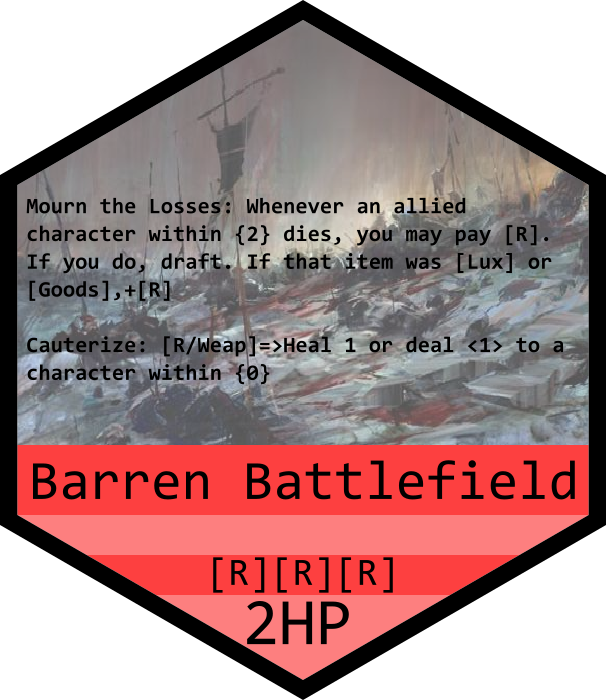 Mourn the Losses: Whenever an allied
character within {2} dies, you may pay [R].
If you do, draft. If that item was [Lux] or
[Goods],+[R]
Cauterize: [R/Weap]=>Heal 1 or deal <1> to a
character within {0}
Barren Battlefield
[R][R][R]
2HP